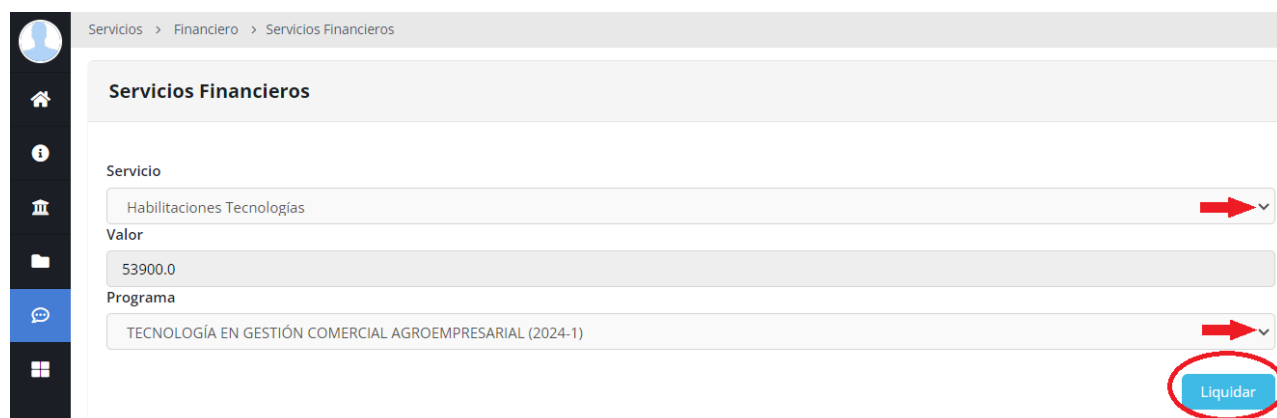 Servicios > Financiero > Servicios Financieros
Servicios Financieros
Servicio
Habilitaciones Tecnologías
Valor
53900.0
Programa
TECNOLOGÍA EN GESTIÓN COMERCIAL AGROEMPRESARIAL (2024-1)
Liquidar